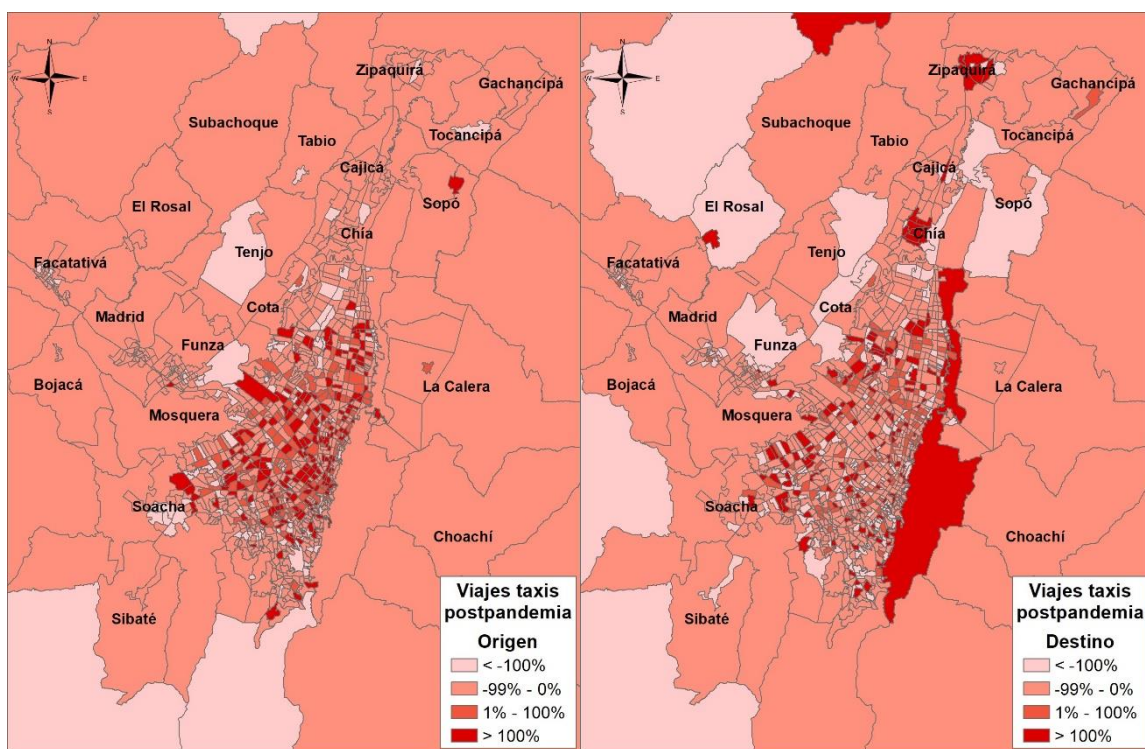 N
W E
S
Zipaquirá
Gachancipá
Subachoque
Tocancipá
Tabio
Cajicá
El Rosal
Sopó
Chía
Tenjo
Facatativá
Cota
Madrid
Funza
Bojacá
La Calera
Mosquera
Soacha
Choachí
Sibaté
Viajes taxis
postpandemia
Origen
< -100%
-99% - 0%
1% - 100%
> 100%
N
W E
S
Zipaquirá
Gachancipá
Subachoque
Tocancipá
Tabio
Cajicá
El Rosal
Sopó
Chía
Tenjo
Facatativá
Cota
Madrid
Funza
Bojacá
La Calera
Mosquera
Soacha
Choachí
Sibaté
Viajes taxis
postpandemia
Destino
< -100%
-99% - 0%
1% - 100%
> 100%